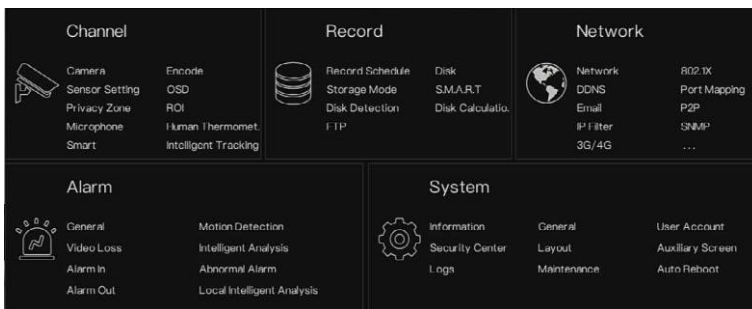 Channel
Camera
Encode
Sensor Setting
OSD
Privacy Zone
ROI
Microphone
Human Thermomet.
Smart
Intelligent Tracking
Record
Record Schedule
Disk
Storage Mode
S.M.A.R.T
Disk Detection
Disk Calculatio.
FTP
Network
Network
802.1X
DDNS
Port Mapping
Email
P2P
IP Filter
SNMP
3G/4G
...
Alarm
General
Motion Detection
Video Loss
Intelligent Analysis
Alarm In
Abnormal Alarm
Alarm Out
Local Intelligent Analysis
System
Information
General
User Account
Security Center
Layout
Auxiliary Screen
Logs
Maintenance
Auto Reboot